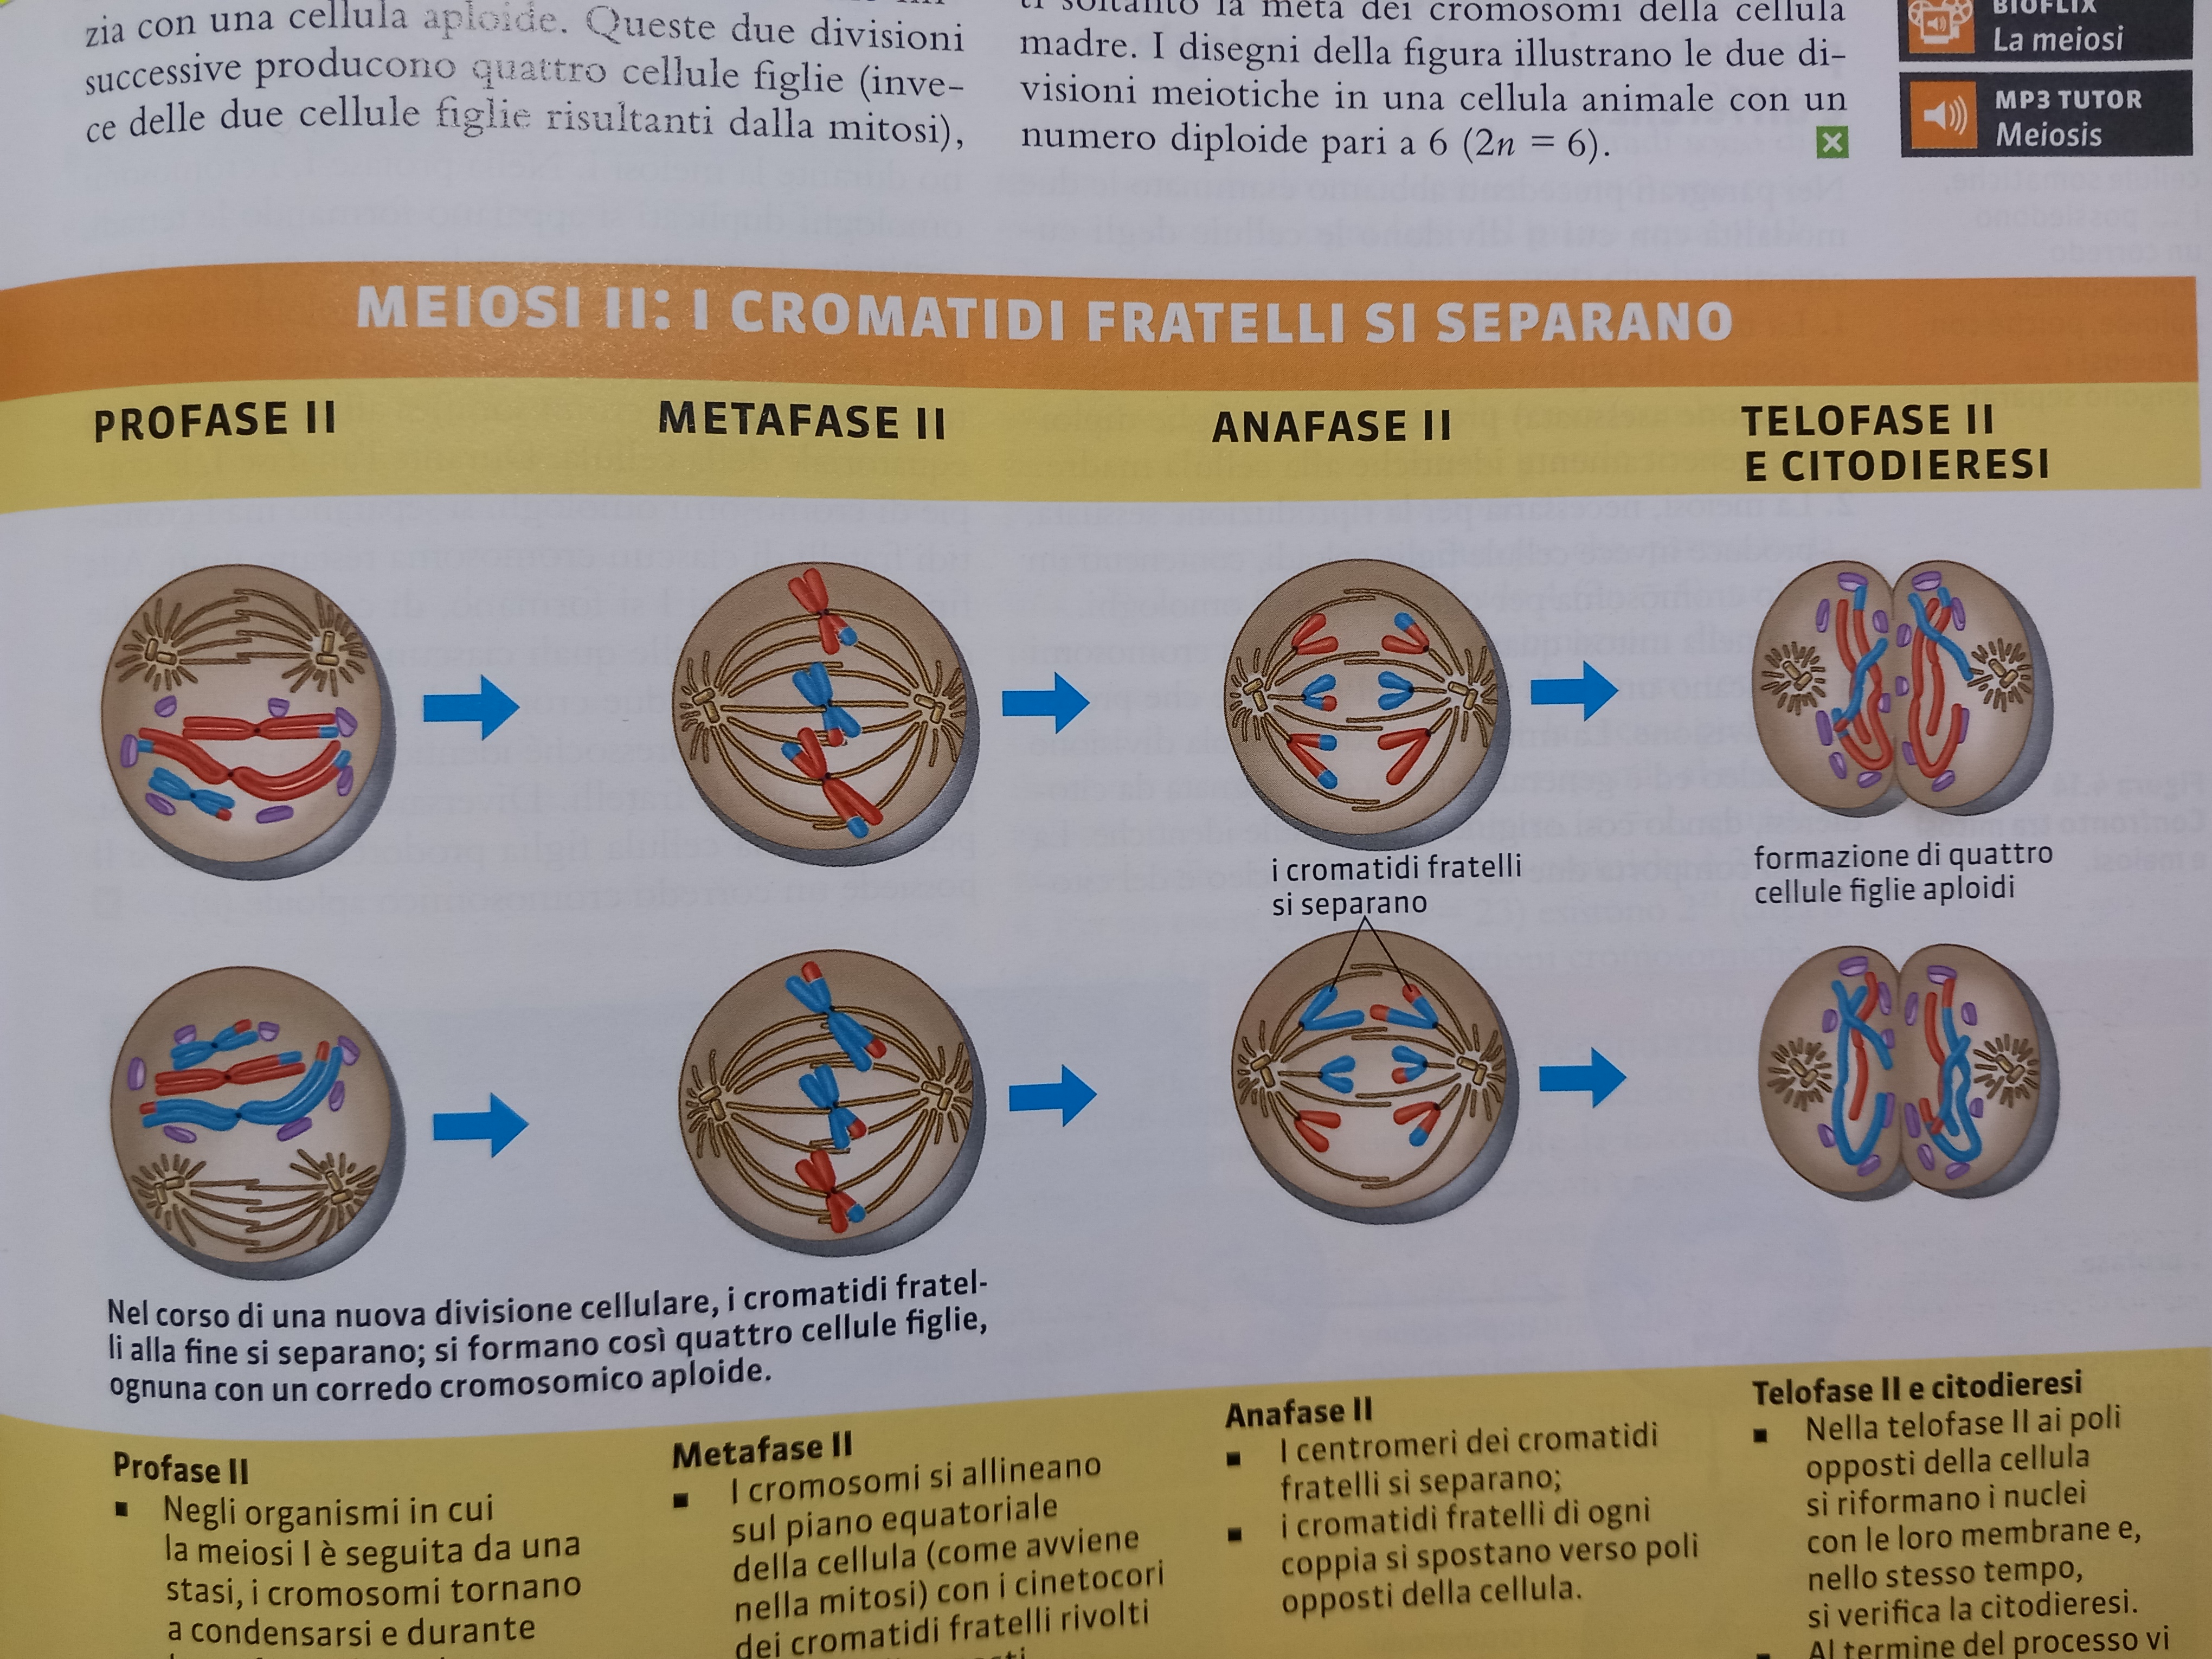 zia con una cellula aploide. Queste due divisioni
successive producono quattro cellule figlie (inve-
ce delle due cellule figlie risultanti dalla mitosi),
ti soltanto la metà dei cromosomi della cellula
madre. I disegni della figura illustrano le due di-
visioni meiotiche in una cellula animale con un
numero diploide pari a 6 (2n = 6).
BIOFLIX
La meiosi
MP3 TUTOR
Meiosis
MEIOSI II: I CROMATIDI FRATELLI SI SEPARANO
PROFASE II
METAFASE II
ANAFASE II
TELOFASE II
E CITODIERESI
i cromatidi fratelli
si separano
formazione di quattro
cellule figlie aploidi
Nel corso di una nuova divisione cellulare, i cromatidi fratel-
li alla fine si separano; si formano così quattro cellule figlie,
ognuna con un corredo cromosomico aploide.
Profase II
▪ Negli organismi in cui
la meiosi I è seguita da una
stasi, i cromosomi tornano
a condensarsi e durante
Metafase II
▪ I cromosomi si allineano
sul piano equatoriale
della cellula (come avviene
nella mitosi) con i cinetocori
dei cromatidi fratelli rivolti
Anafase II
▪ I centromeri dei cromatidi
fratelli si separano;
▪ i cromatidi fratelli di ogni
coppia si spostano verso poli
opposti della cellula.
Telofase II e citodieresi
▪ Nella telofase II ai poli
opposti della cellula
si riformano i nuclei
con le loro membrane e,
nello stesso tempo,
si verifica la citodieresi.
▪ Al termine del processo vi